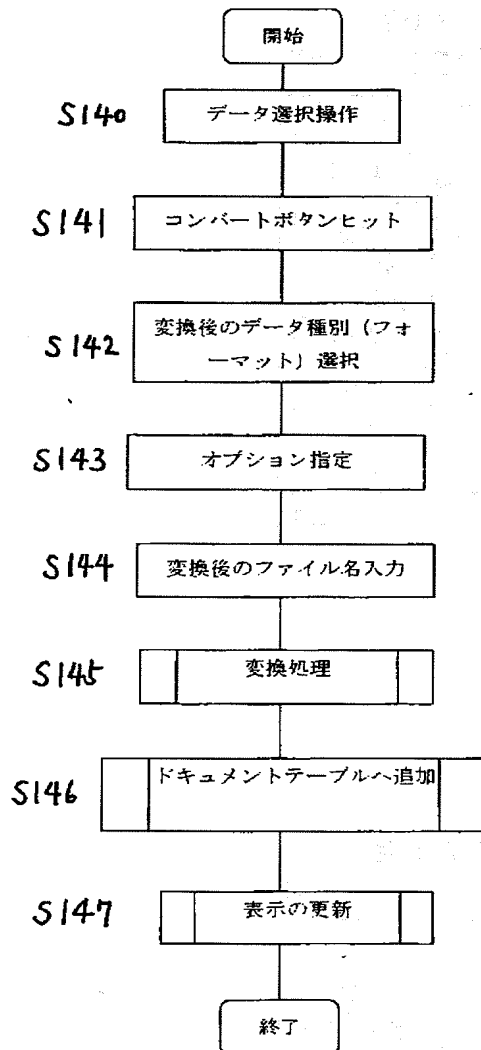 開始
S140
データ選択操作
S141
コンバートボタンヒット
S142
変換後のデータ種別(フォ
ーマット)選択
S143
オプション指定
S144
変換後のファイル名入力
S145
変換処理
S146
ドキュメントテーブルへ追加
S147
表示の更新
終了